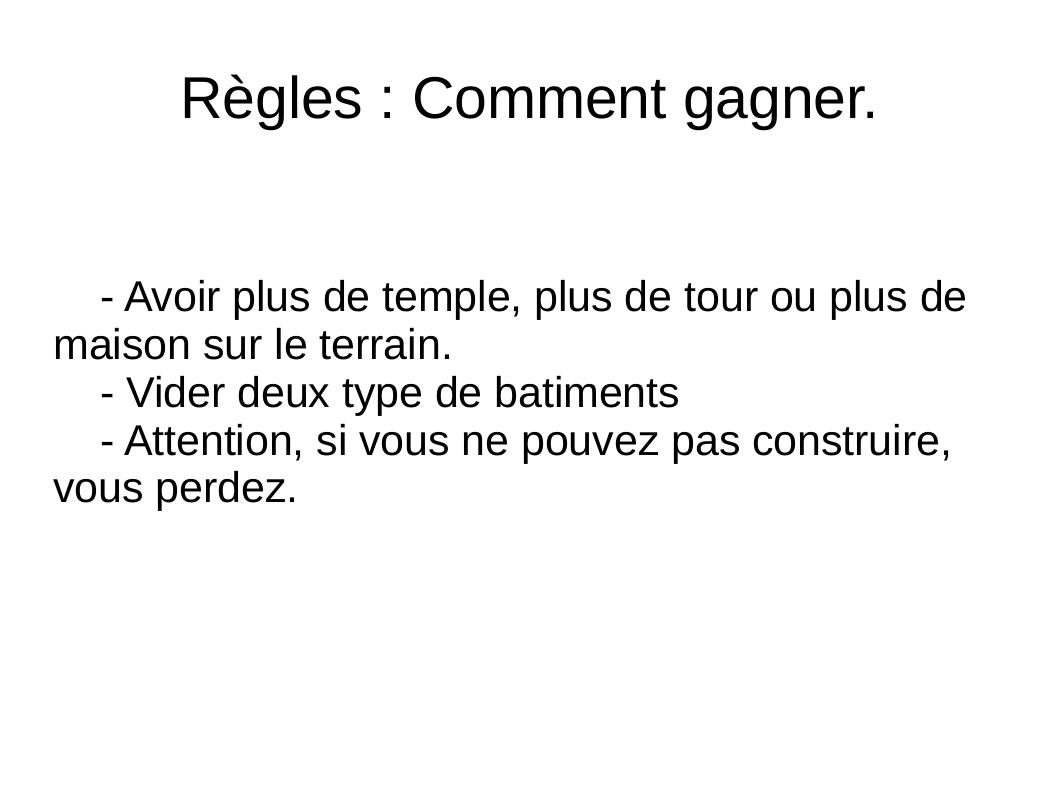 Règles : Comment gagner.
- Avoir plus de temple, plus de tour ou plus de
maison sur le terrain.
- Vider deux type de batiments
- Attention, si vous ne pouvez pas construire,
vous perdez.